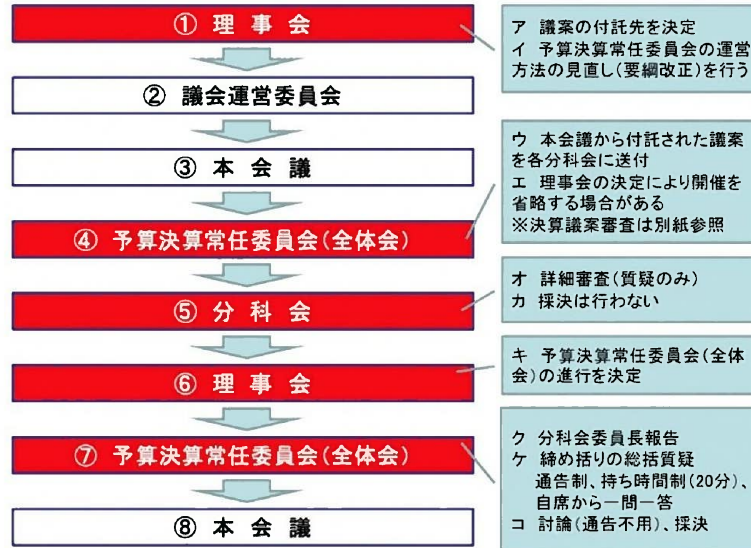 ① 理 事 会
② 議会運営委員会
③ 本 会 議
④ 予算決算常任委員会(全体会)
⑤ 分 科 会
⑥ 理 事 会
⑦ 予算決算常任委員会(全体会)
⑧ 本 会 議
ア 議案の付託先を決定
イ 予算決算常任委員会の運営
方法の見直し(要綱改正)を行う
ウ 本会議から付託された議案
を各分科会に送付
エ 理事会の決定により開催を
省略する場合がある
※決算議案審査は別紙参照
オ 詳細審査(質疑のみ)
カ 採決は行わない
キ 予算決算常任委員会(全体
会)の進行を決定
ク 分科会委員長報告
ケ 締め括りの総括質疑
通告制、持ち時間制(20分)、
自席から一問一答
コ 討論(通告不用)、採決